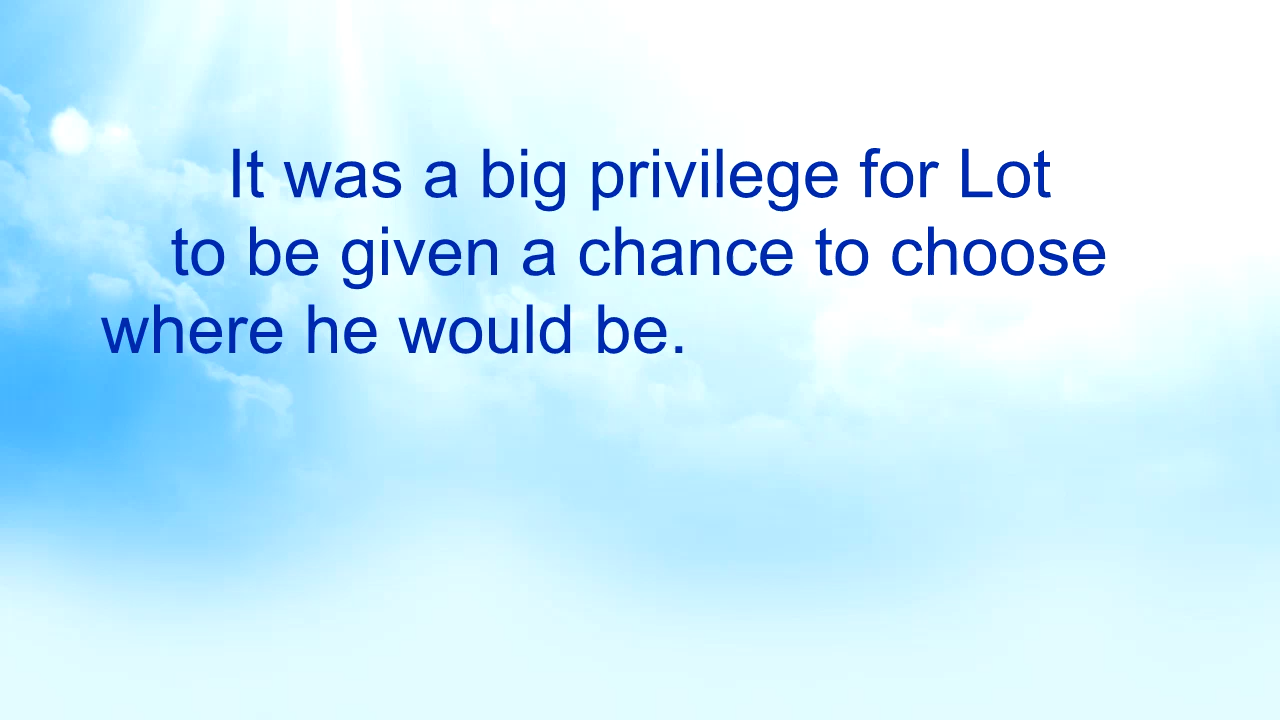 It was a big privilege for Lot
to be given a chance to choose
where he would be.